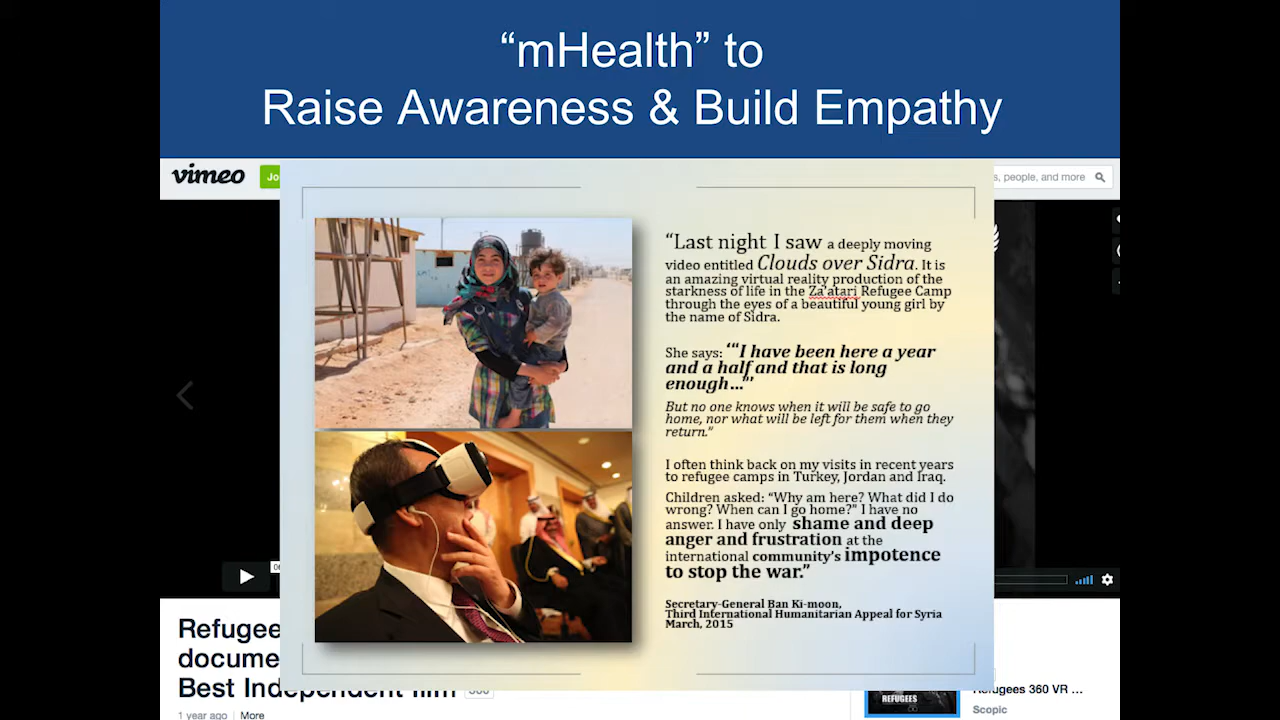 “mHealth” to
Raise Awareness & Build Empathy
vimeo
Jo
s, people, and more
“Last night I saw a deeply moving
video entitled Clouds over Sidra. It is
an amazing virtual reality production of the
starkness of life in the Za’atari Refugee Camp
through the eyes of a beautiful young girl by
the name of Sidra.
She says: ‘“I have been here a year
and a half and that is long
enough…”’
But no one knows when it will be safe to go
home, nor what will be left for them when they
return.”
I often think back on my visits in recent years
to refugee camps in Turkey, Jordan and Iraq.
Children asked: “Why am here? What did I do
wrong? When can I go home?” I have no
answer. I have only shame and deep
anger and frustration at the
international community’s impotence
to stop the war.”
Secretary-General Ban Ki-moon,
Third International Humanitarian Appeal for Syria
March, 2015
Refugee
docume
Best Independent film
360
1 year ago More
REFUGEES
Refugees 360 VR ...
Scopic